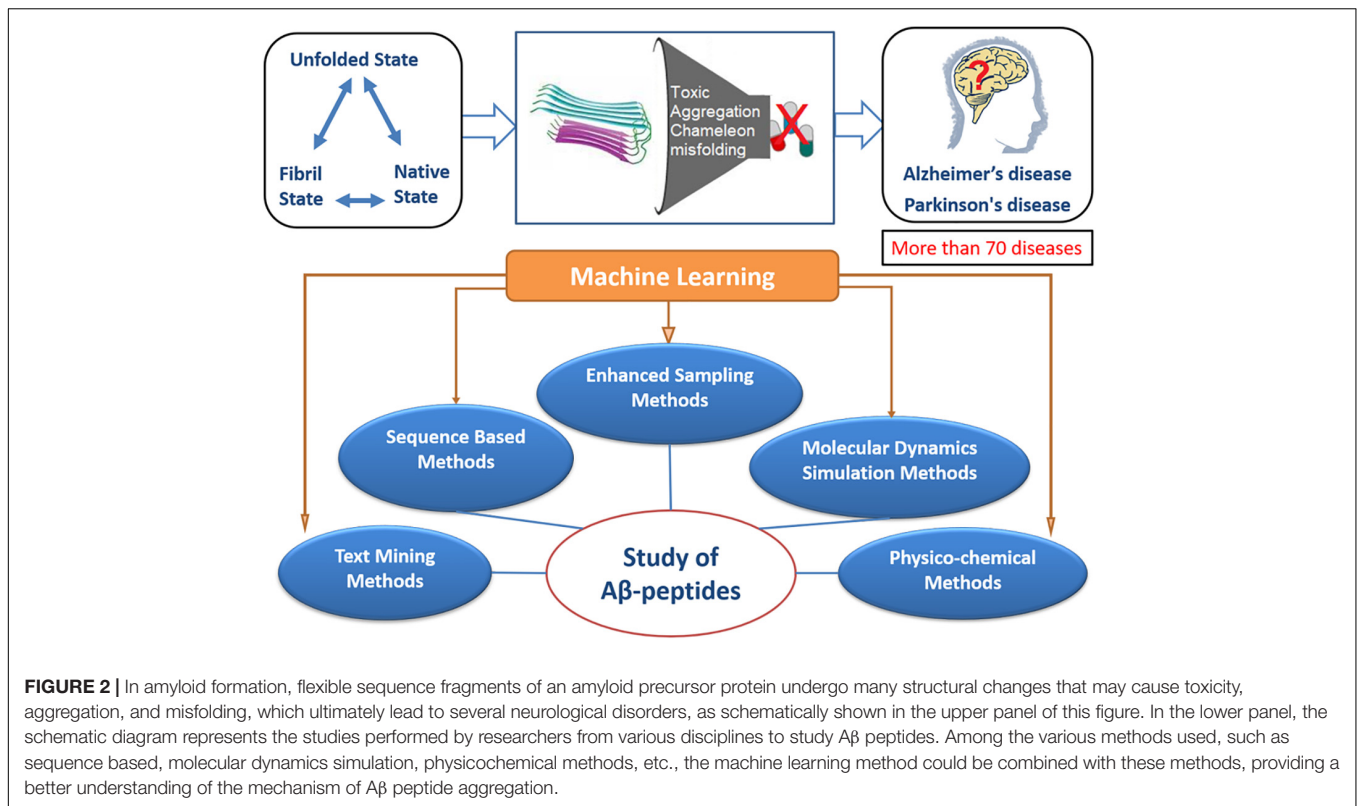 Unfolded State
Fibril
State
Native
State
Toxic
Aggregation
Chameleon
misfolding
?
Alzheimer’s disease
Parkinson's disease
More than 70 diseases
Machine Learning
Enhanced Sampling
Methods
Sequence Based
Methods
Molecular Dynamics
Simulation Methods
Text Mining
Methods
Study of
Aβ-peptides
Physico-chemical
Methods
FIGURE 2 | In amyloid formation, flexible sequence fragments of an amyloid precursor protein undergo many structural changes that may cause toxicity,
aggregation, and misfolding, which ultimately lead to several neurological disorders, as schematically shown in the upper panel of this figure. In the lower panel, the
schematic diagram represents the studies performed by researchers from various disciplines to study Aβ peptides. Among the various methods used, such as
sequence based, molecular dynamics simulation, physicochemical methods, etc., the machine learning method could be combined with these methods, providing a
better understanding of the mechanism of Aβ peptide aggregation.